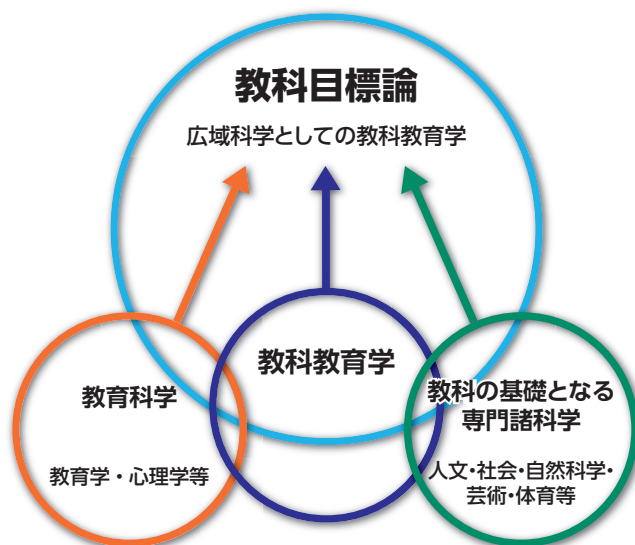 教科目標論
広域科学としての教科教育学
教科教育学
教育科学
教育学・心理学等
教科の基礎となる
専門諸科学
人文・社会・自然科学・
芸術・体育等